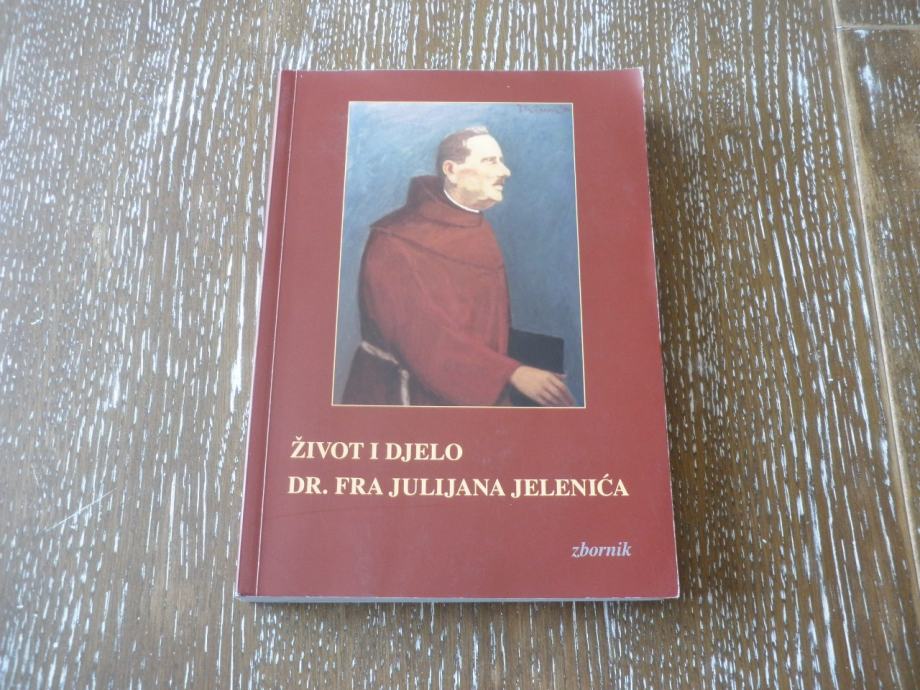 ŽIVOT I DJELO
DR. FRA JULIJANA JELENIĆA
zbornik